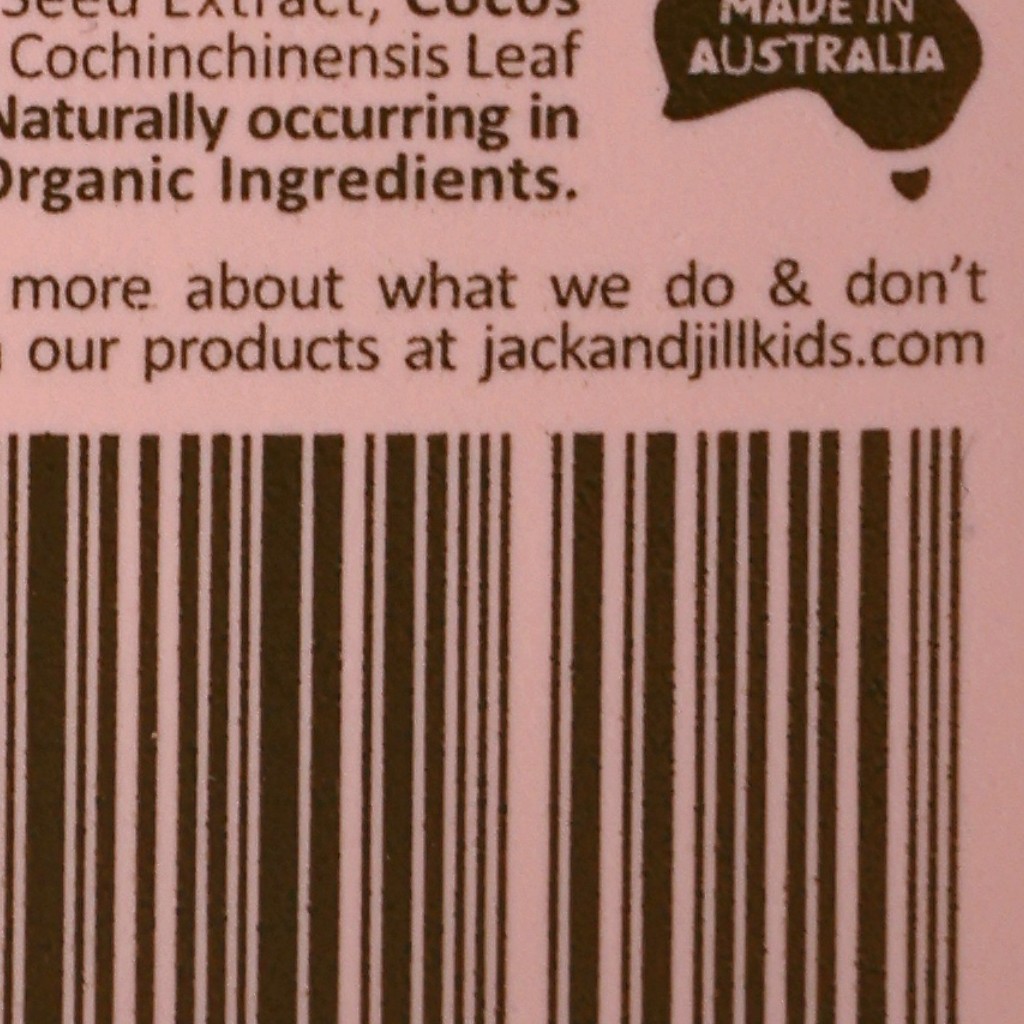 Seed Extract, Cocos
Cochinchinensis Leaf
Naturally occurring in
Organic Ingredients.
MADE IN
AUSTRALIA
more about what we do & don't
our products at jackandjillkids.com